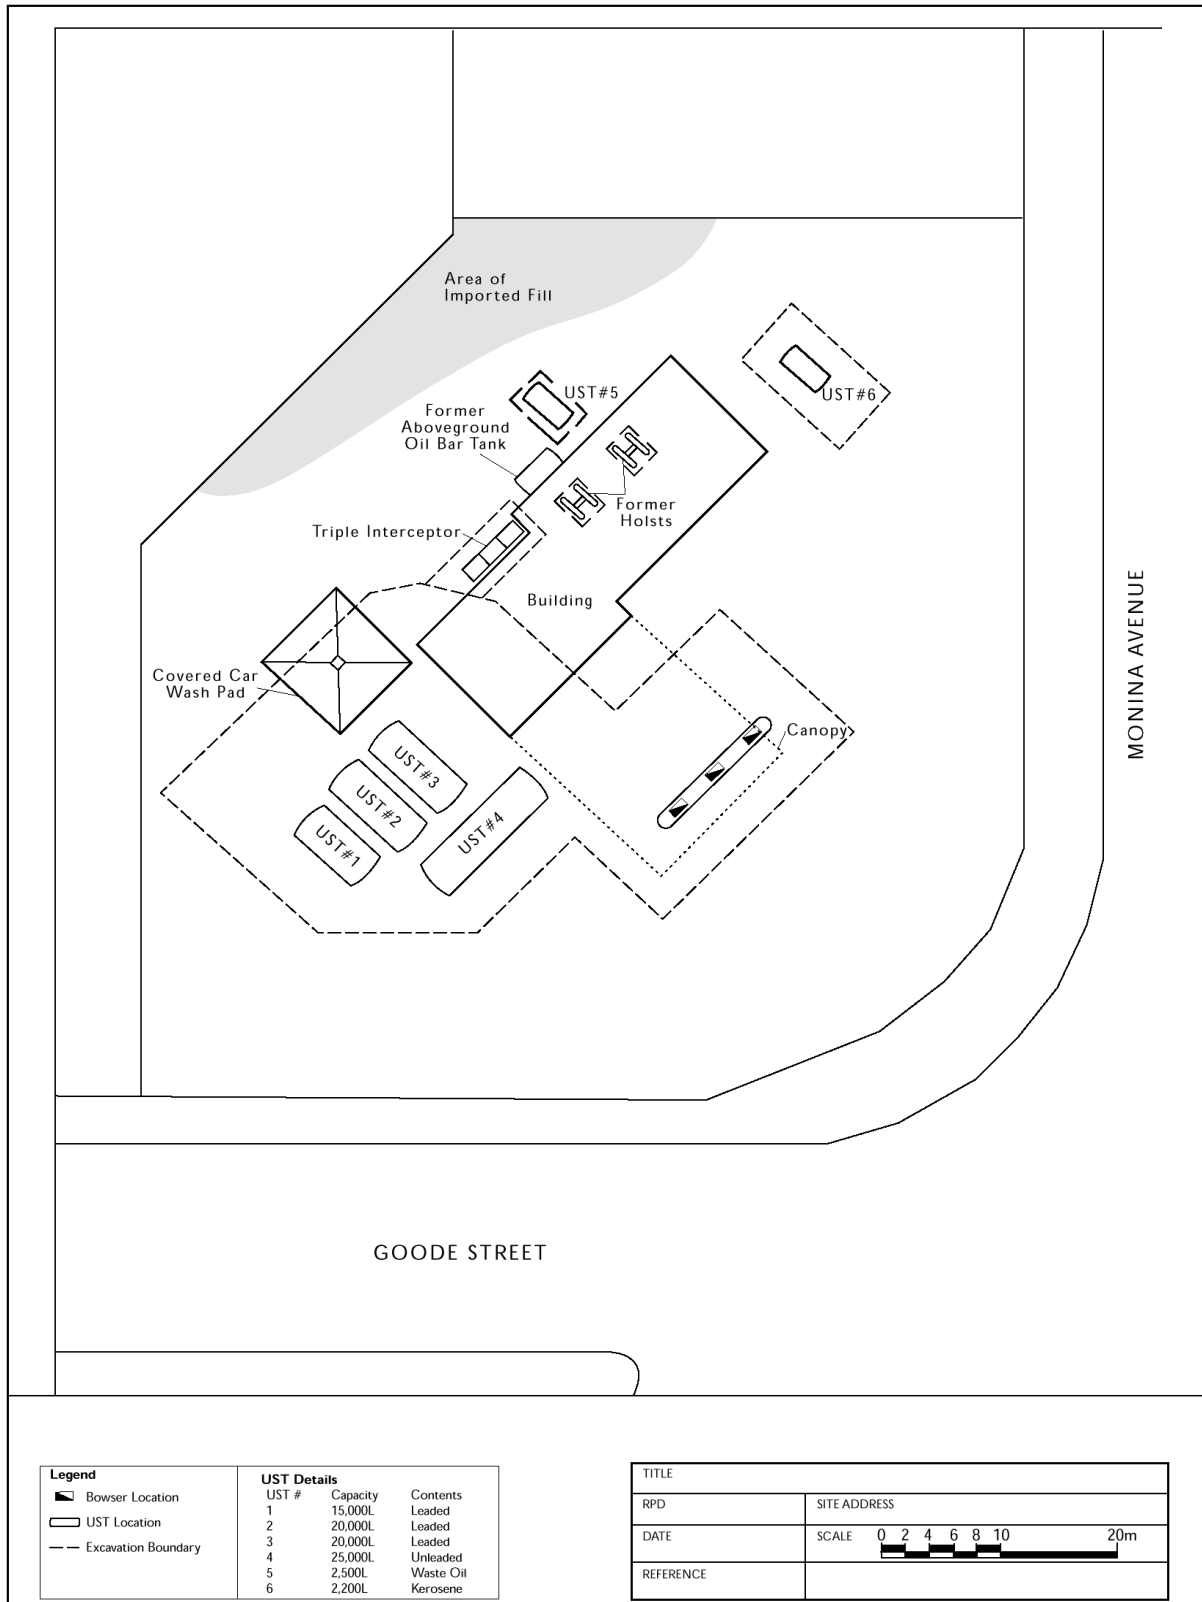 Area of
Imported Fill
UST#5
UST#6
Former
Aboveground
Oil Bar Tank
Former
Holsts
Triple Interceptor
Building
Covered Car
Wash Pad
Canopy
UST#3
UST#2
UST#1
UST#4
MONINA AVENUE
GOODE STREET
Legend
Bowser Location
UST Location
Excavation Boundary
UST Details
UST # Capacity Contents
1 15,000L Leaded
2 20,000L Leaded
3 20,000L Leaded
4 25,000L Unleaded
5 2,500L Waste Oil
6 2,200L Kerosene
TITLE
RPD SITE ADDRESS
DATE SCALE 0 2 4 6 8 10 20m
REFERENCE